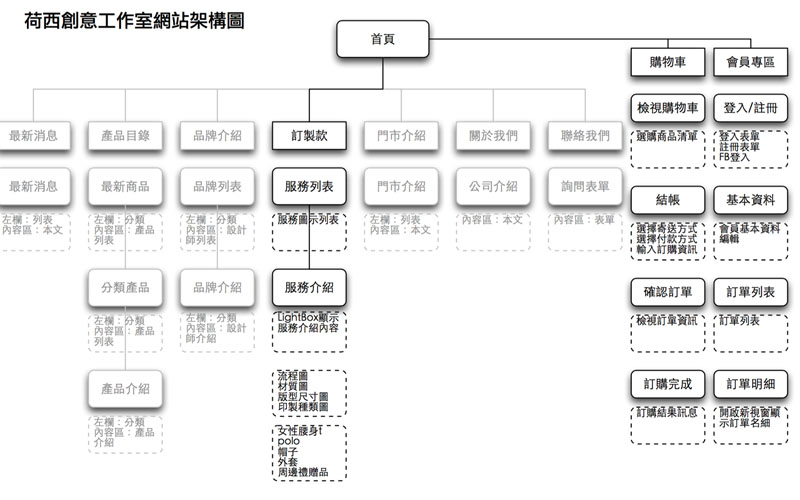 荷西創意工作室網站架構圖
首頁
購物車
會員專區
檢視購物車
登入/註冊
選購商品清單
登入表單
註冊表單
FB登入
最新消息
產品目錄
品牌介紹
訂製款
門市介紹
關於我們
聯絡我們
最新消息
最新商品
品牌列表
服務列表
門市介紹
公司介紹
詢問表單
結帳
基本資料
左欄：列表
內容區：本文
左欄：分類
內容區：產品
列表
左欄：分類
內容區：設計
師列表
服務圖示列表
左欄：列表
內容區：本文
內容區：本文
內容區：表單
選擇寄送方式
選擇付款方式
輸入訂購資訊
會員基本資料
編輯
分類產品
品牌介紹
服務介紹
確認訂單
訂單列表
左欄：分類
內容區：產品
列表
左欄：分類
內容區：設計
師介紹
LightBox顯示
服務介紹內容
檢視訂單資訊
訂單列表
產品介紹
流程圖
材質圖
版型尺寸圖
印製種類圖
訂購完成
訂單明細
左欄：分類
內容區：產品
介紹
女性腰身t
polo
帽子
外套
周邊禮贈品
訂購結果訊息
開啟新視窗顯
示訂單名細